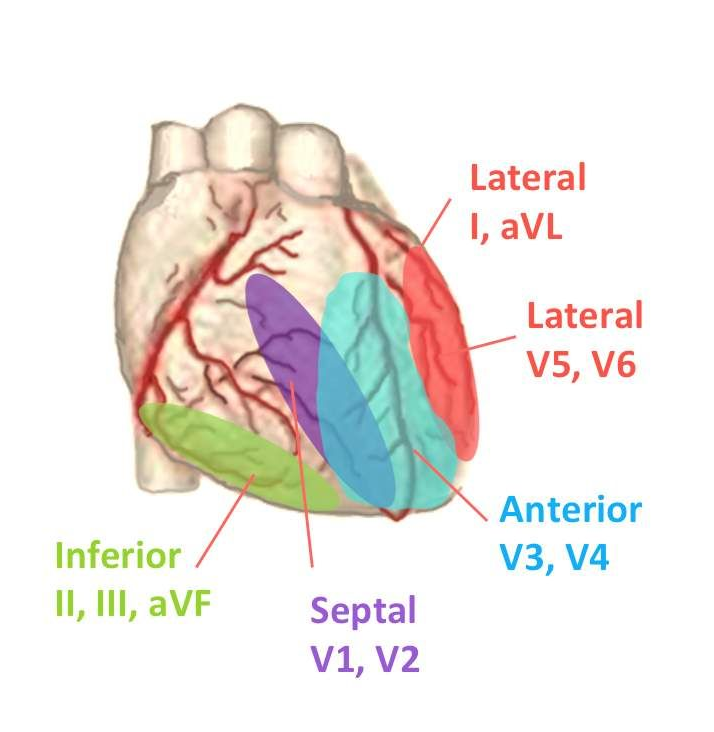 Lateral
I, aVL
Lateral
V5, V6
Anterior
V3, V4
Inferior
II, III, aVF
Septal
V1, V2